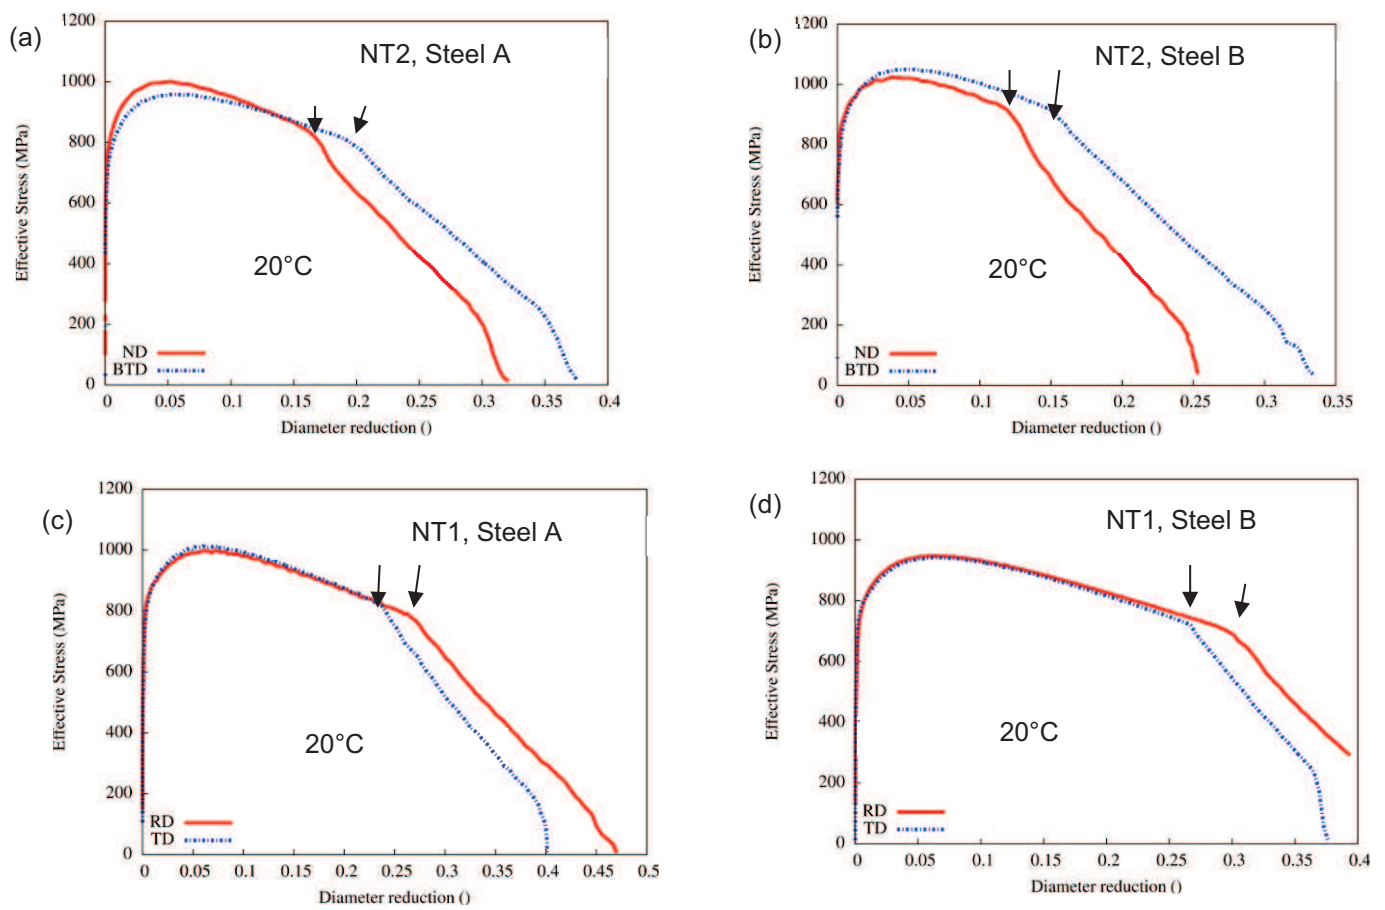 (a)
NT2, Steel A
1200
1000
800
600
400
200
0
Effective Stress (MPa)
20°C
ND
BTD
0 0.05 0.1 0.15 0.2 0.25 0.3 0.35 0.4
Diameter reduction ()
(b)
NT2, Steel B
1200
1000
800
600
400
200
0
Effective Stress (MPa)
20°C
ND
BTD
0 0.05 0.1 0.15 0.2 0.25 0.3 0.35
Diameter reduction ()
(c)
NT1, Steel A
1200
1000
800
600
400
200
0
Effective Stress (MPa)
20°C
RD
TD
0 0.05 0.1 0.15 0.2 0.25 0.3 0.35 0.4 0.45 0.5
Diameter reduction ()
(d)
NT1, Steel B
1200
1000
800
600
400
200
0
Effective Stress (MPa)
20°C
RD
TD
0 0.05 0.1 0.15 0.2 0.25 0.3 0.35 0.4
Diameter reduction ()